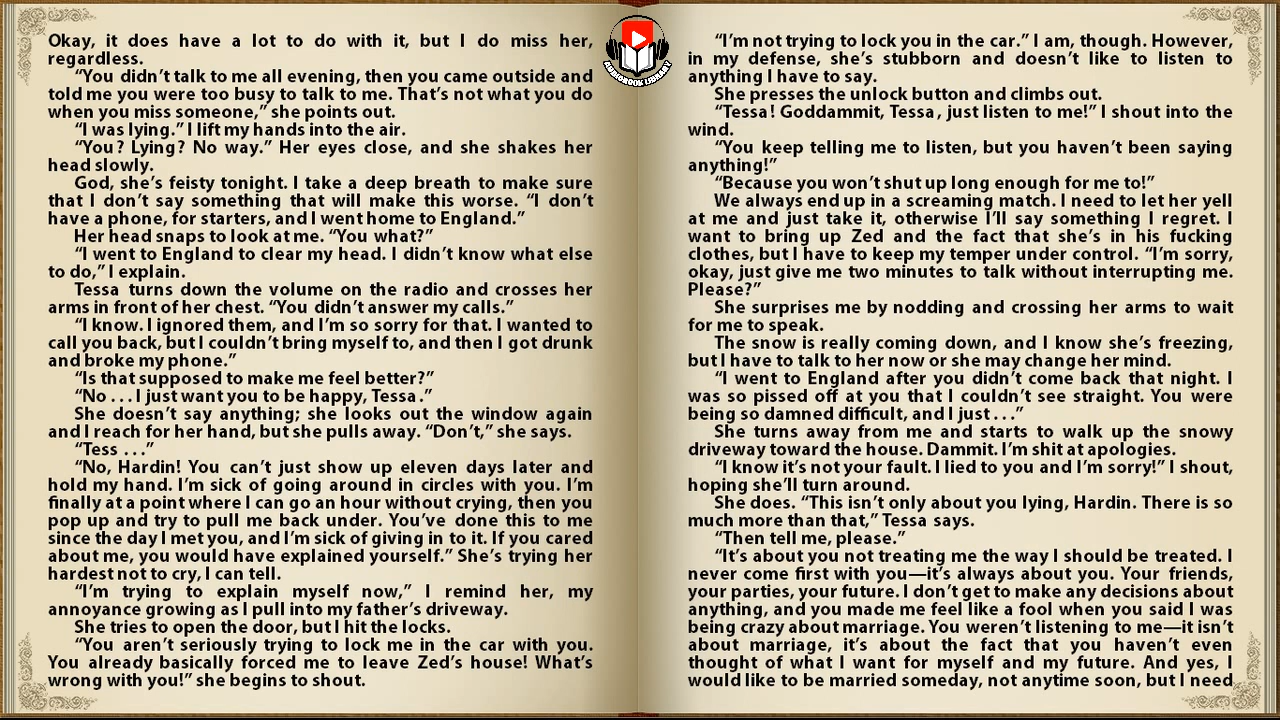 Okay, it does have a lot to do with it, but I do miss her,
regardless.
“You didn’t talk to me all evening, then you came outside and
told me you were too busy to talk to me. That’s not what you do
when you miss someone,” she points out.
“I was lying.” I lift my hands into the air.
“You? Lying? No way.” Her eyes close, and she shakes her
head slowly.
God, she’s feisty tonight. I take a deep breath to make sure
that I don’t say something that will make this worse. “I don’t
have a phone, for starters, and I went home to England.”
Her head snaps to look at me. “You what?”
“I went to England to clear my head. I didn’t know what else
to do,” I explain.
Tessa turns down the volume on the radio and crosses her
arms in front of her chest. “You didn’t answer my calls.”
“I know. I ignored them, and I’m so sorry for that. I wanted to
call you back, but I couldn’t bring myself to, and then I got drunk
and broke my phone.”
“Is that supposed to make me feel better?”
“No . . . I just want you to be happy, Tessa.”
She doesn’t say anything; she looks out the window again
and I reach for her hand, but she pulls away. “Don’t,” she says.
“Tess . . .”
“No, Hardin! You can’t just show up eleven days later and
hold my hand. I’m sick of going around in circles with you. I’m
finally at a point where I can go an hour without crying, then you
pop up and try to pull me back under. You’ve done this to me
since the day I met you, and I’m sick of giving in to it. If you cared
about me, you would have explained yourself.” She’s trying her
hardest not to cry, I can tell.
“I’m trying to explain myself now,” I remind her, my
annoyance growing as I pull into my father’s driveway.
She tries to open the door, but I hit the locks.
“You aren’t seriously trying to lock me in the car with you.
You already basically forced me to leave Zed’s house! What’s
wrong with you!” she begins to shout.
AUDIOBOOK LIBRARY
“I’m not trying to lock you in the car.” I am, though. However,
in my defense, she’s stubborn and doesn’t like to listen to
anything I have to say.
She presses the unlock button and climbs out.
“Tessa! Goddammit, Tessa, just listen to me!” I shout into the
wind.
“You keep telling me to listen, but you haven’t been saying
anything!”
“Because you won’t shut up long enough for me to!”
We always end up in a screaming match. I need to let her yell
at me and just take it, otherwise I’ll say something I regret. I
want to bring up Zed and the fact that she’s in his fucking
clothes, but I have to keep my temper under control. “I’m sorry,
okay, just give me two minutes to talk without interrupting me.
Please?”
She surprises me by nodding and crossing her arms to wait
for me to speak.
The snow is really coming down, and I know she’s freezing,
but I have to talk to her now or she may change her mind.
“I went to England after you didn’t come back that night. I
was so pissed off at you that I couldn’t see straight. You were
being so damned difficult, and I just . . .”
She turns away from me and starts to walk up the snowy
driveway toward the house. Dammit. I’m shit at apologies.
“I know it’s not your fault. I lied to you and I’m sorry!” I shout,
hoping she’ll turn around.
She does. “This isn’t only about you lying, Hardin. There is so
much more than that,” Tessa says.
“Then tell me, please.”
“It’s about you not treating me the way I should be treated. I
never come first with you—it’s always about you. Your friends,
your parties, your future. I don’t get to make any decisions about
anything, and you made me feel like a fool when you said I was
being crazy about marriage. You weren’t listening to me—it isn’t
about marriage, it’s about the fact that you haven’t even
thought of what I want for myself and my future. And yes, I
would like to be married someday, not anytime soon, but I need